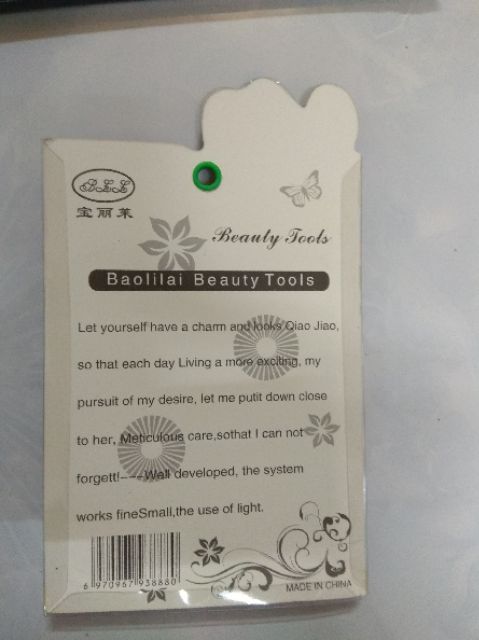 BLL
宝丽莱
Beauty Tools
Baolilai Beauty Tools
Let yourself have a charm and looks Qiao Jiao,
so that each day Living a more exciting, my
pursuit of my desire, let me putit down close
to her, Meticulous care,sothat I can not
forgett!---Wall developed, the system
works fineSmall,the use of light.
6 970967 938880
MADE IN CHINA